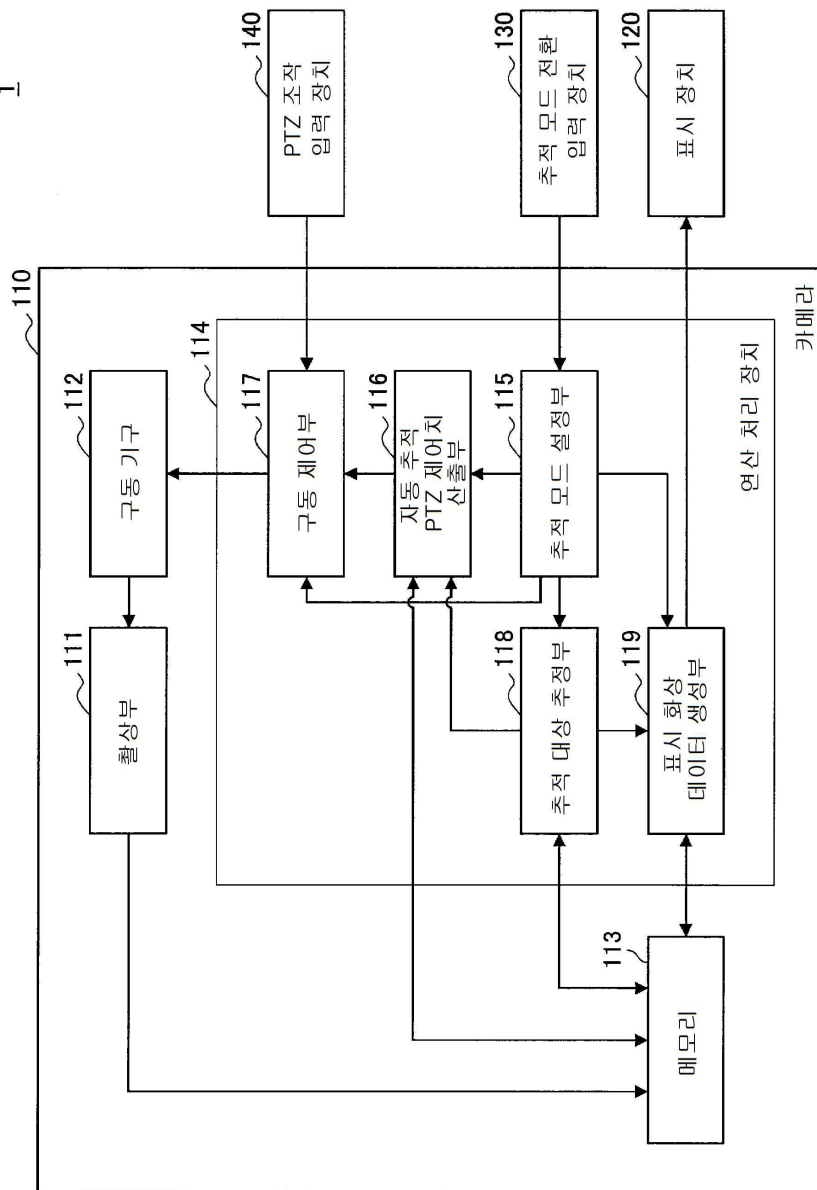 1
110
카메라
111
촬상부
112
구동 기구
113
메모리
114
연산 처리 장치
117
구동 제어부
116
자동 추적
PTZ 제어치
산출부
115
추적 모드 설정부
118
추적 대상 추정부
119
표시 화상
데이터 생성부
140
PTZ 조작
입력 장치
130
추적 모드 전환
입력 장치
120
표시 장치